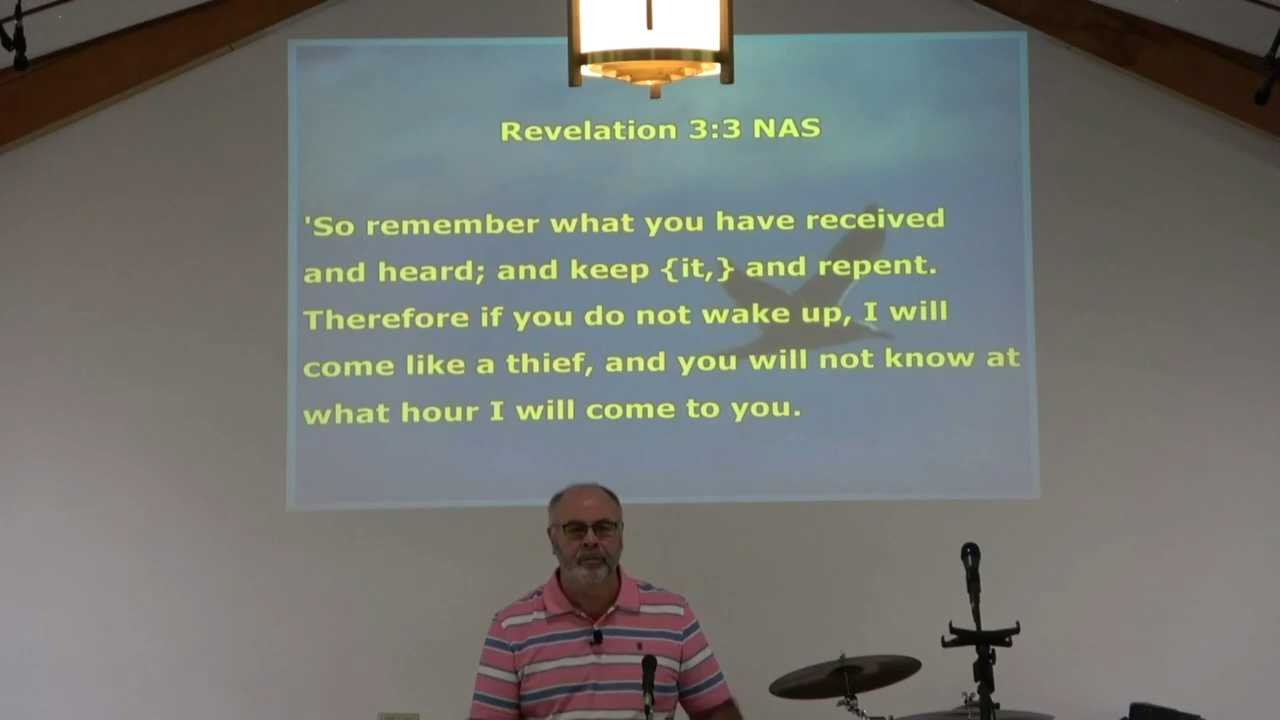 Revelation 3:3 NAS
'So remember what you have received
and heard; and keep {it,} and repent.
Therefore if you do not wake up, I will
come like a thief, and you will not know at
what hour I will come to you.